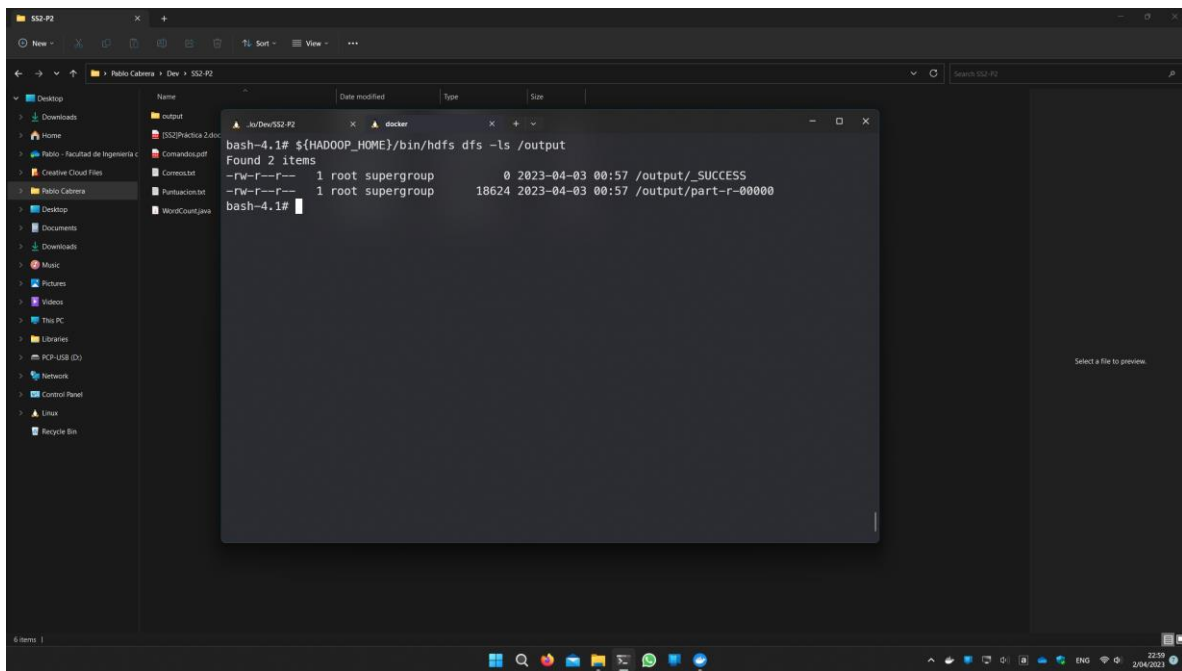 SS2-P2
New
Sort
View
Pablo Cabrera > Dev > SS2-P2
Search SS2-P2
Name
Date modified
Type
Size
Desktop
Downloads
Home
Pablo - Facultad de Ingeniería c
Creative Cloud Files
Pablo Cabrera
Desktop
Documents
Downloads
Music
Pictures
Videos
This PC
Libraries
PCP-USB (D:)
Network
Control Panel
Linux
Recycle Bin
output
[SS2]Práctica 2.doc
Comandos.pdf
Correos.txt
Puntuacion.txt
WordCount.java
../o/Dev/SS2-P2
docker
bash-4.1# ${HADOOP_HOME}/bin/hdfs dfs -ls /output
Found 2 items
-rw-r--r-- 1 root supergroup 0 2023-04-03 00:57 /output/_SUCCESS
-rw-r--r-- 1 root supergroup 18624 2023-04-03 00:57 /output/part-r-00000
bash-4.1#
Select a file to preview.
6 items
ENG
22:59
2/04/2023